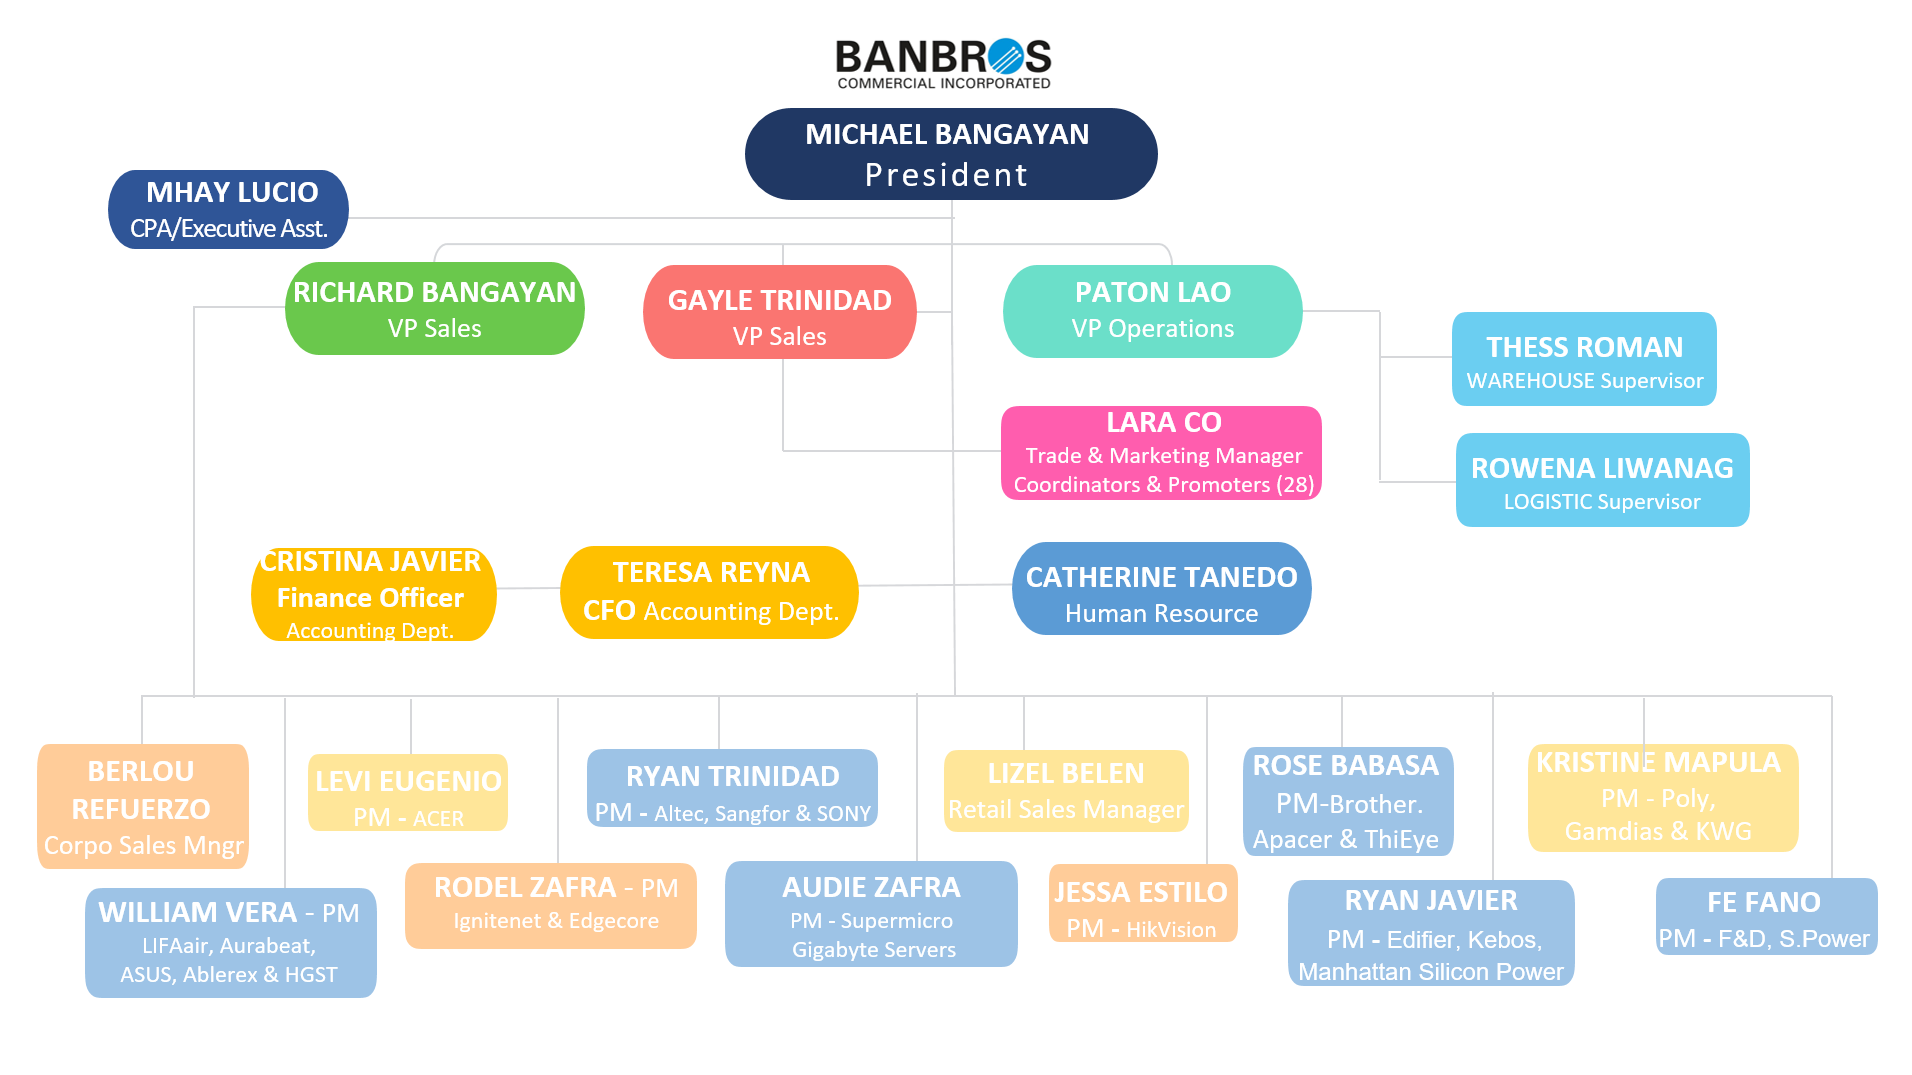 BANBROS
COMMERCIAL INCORPORATED
MICHAEL BANGAYAN
President
MHAY LUCIO
CPA/Executive Asst.
RICHARD BANGAYAN
VP Sales
GAYLE TRINIDAD
VP Sales
PATON LAO
VP Operations
THESS ROMAN
WAREHOUSE Supervisor
LARA CO
Trade & Marketing Manager
Coordinators & Promoters (28)
ROWENA LIWANAG
LOGISTIC Supervisor
CRISTINA JAVIER
Finance Officer
Accounting Dept.
TERESA REYNA
CFO Accounting Dept.
CATHERINE TANEDO
Human Resource
BERLOU
REFUERZO
Corpo Sales Mngr
LEVI EUGENIO
PM - ACER
RYAN TRINIDAD
PM - Altec, Sangfor & SONY
LIZEL BELEN
Retail Sales Manager
ROSE BABASA
PM-Brother.
Apacer & ThiEye
KRISTINE MAPULA
PM - Poly,
Gamdias & KWG
WILLIAM VERA - PM
LIFAair, Aurabeat,
ASUS, Ablerex & HGST
RODEL ZAFRA - PM
Ignitenet & Edgecore
AUDIE ZAFRA
PM - Supermicro
Gigabyte Servers
JESSA ESTILO
PM - HikVision
RYAN JAVIER
PM - Edifier, Kebos,
Manhattan Silicon Power
FE FANO
PM - F&D, S.Power